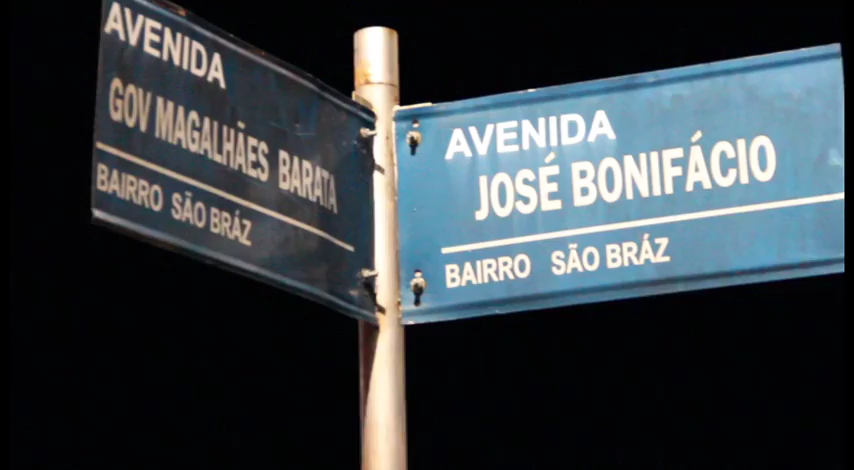 AVENIDA
GOV MAGALHÃES BARATA
BAIRRO SÃO BRÁZ
AVENIDA
JOSÉ BONIFÁCIO
BAIRRO SÃO BRÁZ